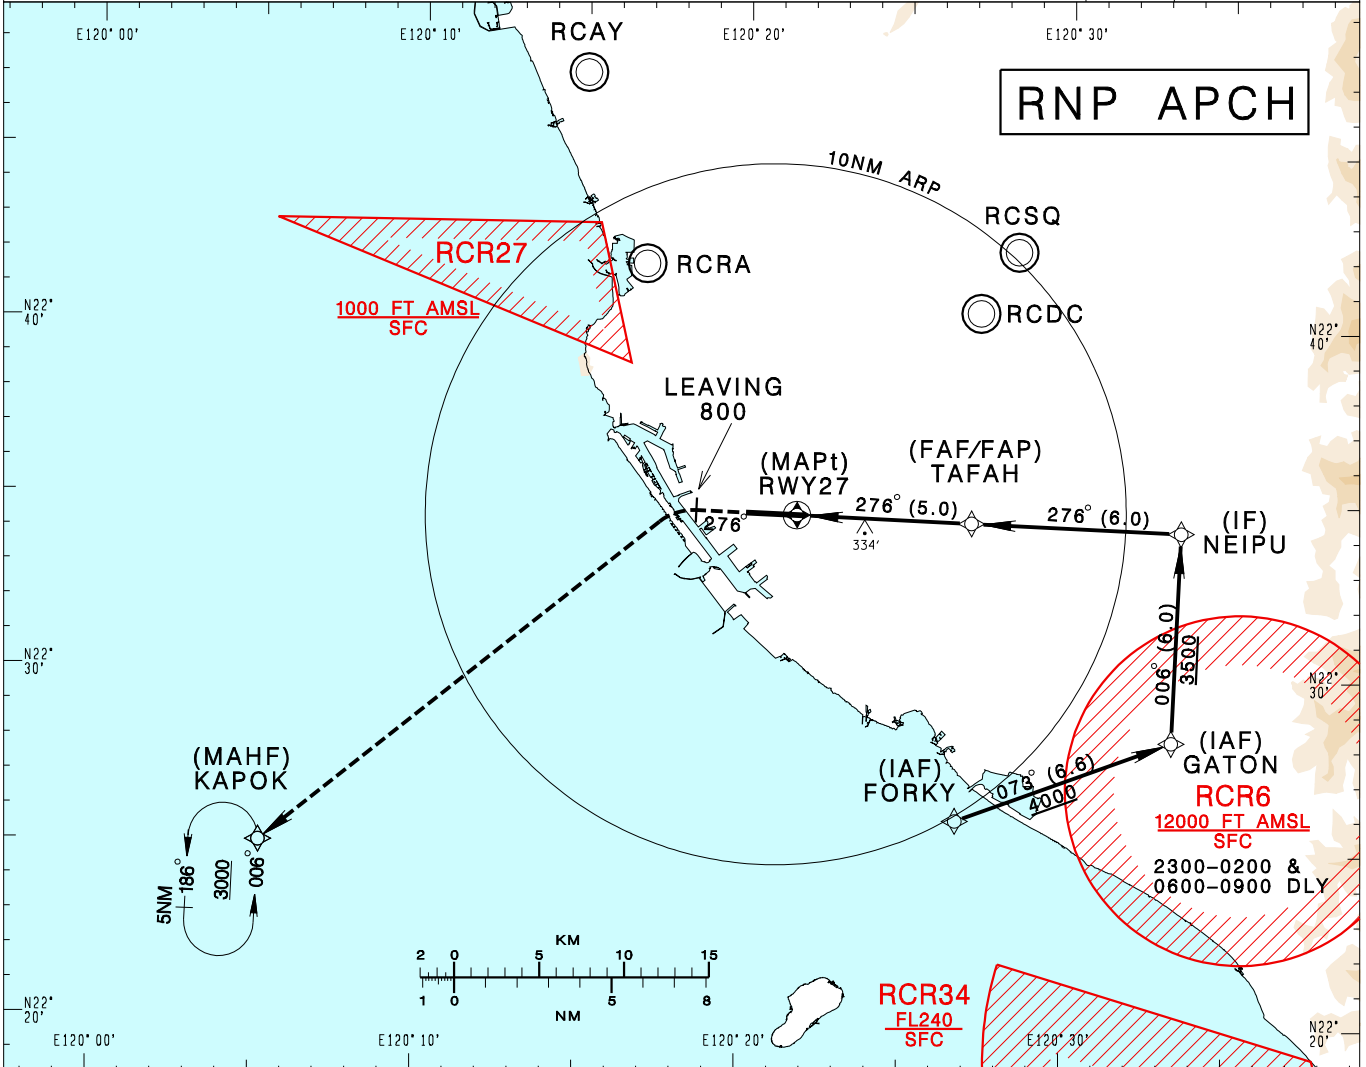 E120° 00'
E120° 10'
E120° 20'
E120° 30'
RCAY
RNP APCH
10NM ARP
RCSQ
RCR27
RCRA
1000 FT AMSL
SFC
RCDC
N22°
40'
N22°
40'
LEAVING
800
(MAPt)
RWY27
(FAF/FAP)
TAFAH
276° (5.0)
276° (6.0)
276°
334'
(IF)
NEIPU
006° (6.0)
3500
N22°
30'
N22°
30'
(MAHF)
KAPOK
(IAF)
FORKY
073° (6.6)
4000
(IAF)
GATON
RCR6
12000 FT AMSL
SFC
2300-0200 &
0600-0900 DLY
5NM
186°
3000
006°
KM
2 0 5 10 15
1 0 5 8
NM
RCR34
FL240
SFC
N22°
20'
N22°
20'
E120° 00'
E120° 10'
E120° 20'
E120° 30'